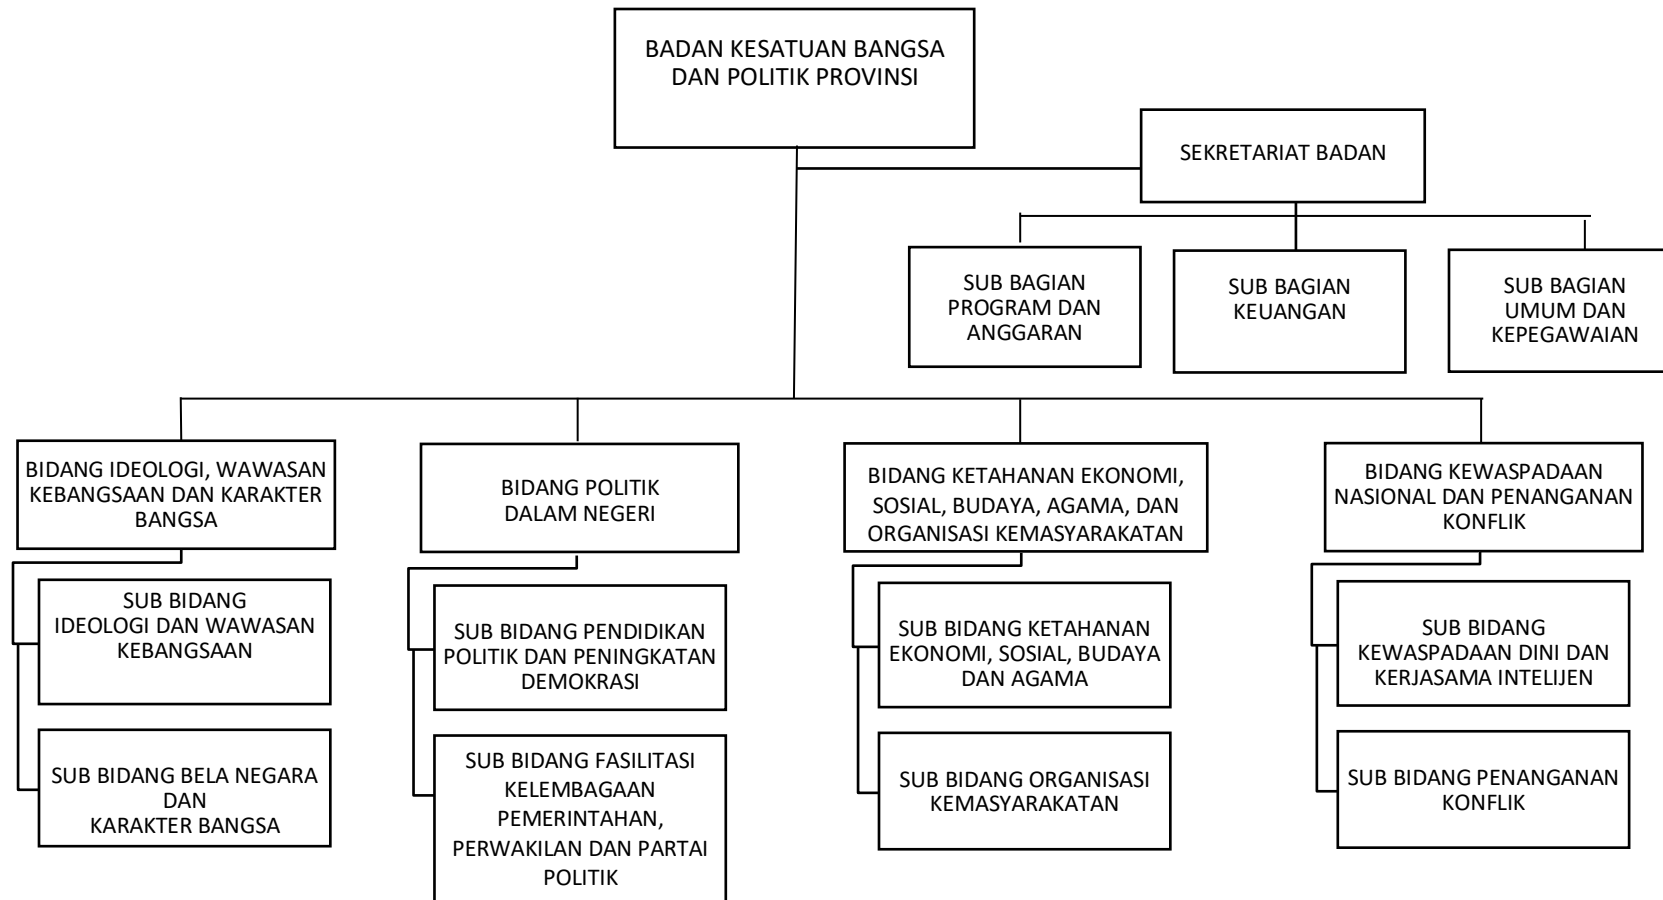 BADAN KESATUAN BANGSA
DAN POLITIK PROVINSI
SEKRETARIAT BADAN
SUB BAGIAN
PROGRAM DAN
ANGGARAN
SUB BAGIAN
KEUANGAN
SUB BAGIAN
UMUM DAN
KEPEGAWAIAN
BIDANG IDEOLOGI, WAWASAN
KEBANGSAAN DAN KARAKTER
BANGSA
BIDANG POLITIK
DALAM NEGERI
BIDANG KETAHANAN EKONOMI,
SOSIAL, BUDAYA, AGAMA, DAN
ORGANISASI KEMASYARAKATAN
BIDANG KEWASPADAAN
NASIONAL DAN PENANGANAN
KONFLIK
SUB BIDANG
IDEOLOGI DAN WAWASAN
KEBANGSAAN
SUB BIDANG PENDIDIKAN
POLITIK DAN PENINGKATAN
DEMOKRASI
SUB BIDANG KETAHANAN
EKONOMI, SOSIAL, BUDAYA
DAN AGAMA
SUB BIDANG
KEWASPADAAN DINI DAN
KERJASAMA INTELIJEN
SUB BIDANG BELA NEGARA
DAN
KARAKTER BANGSA
SUB BIDANG FASILITASI
KELEMBAGAAN
PEMERINTAHAN,
PERWAKILAN DAN PARTAI
POLITIK
SUB BIDANG ORGANISASI
KEMASYARAKATAN
SUB BIDANG PENANGANAN
KONFLIK